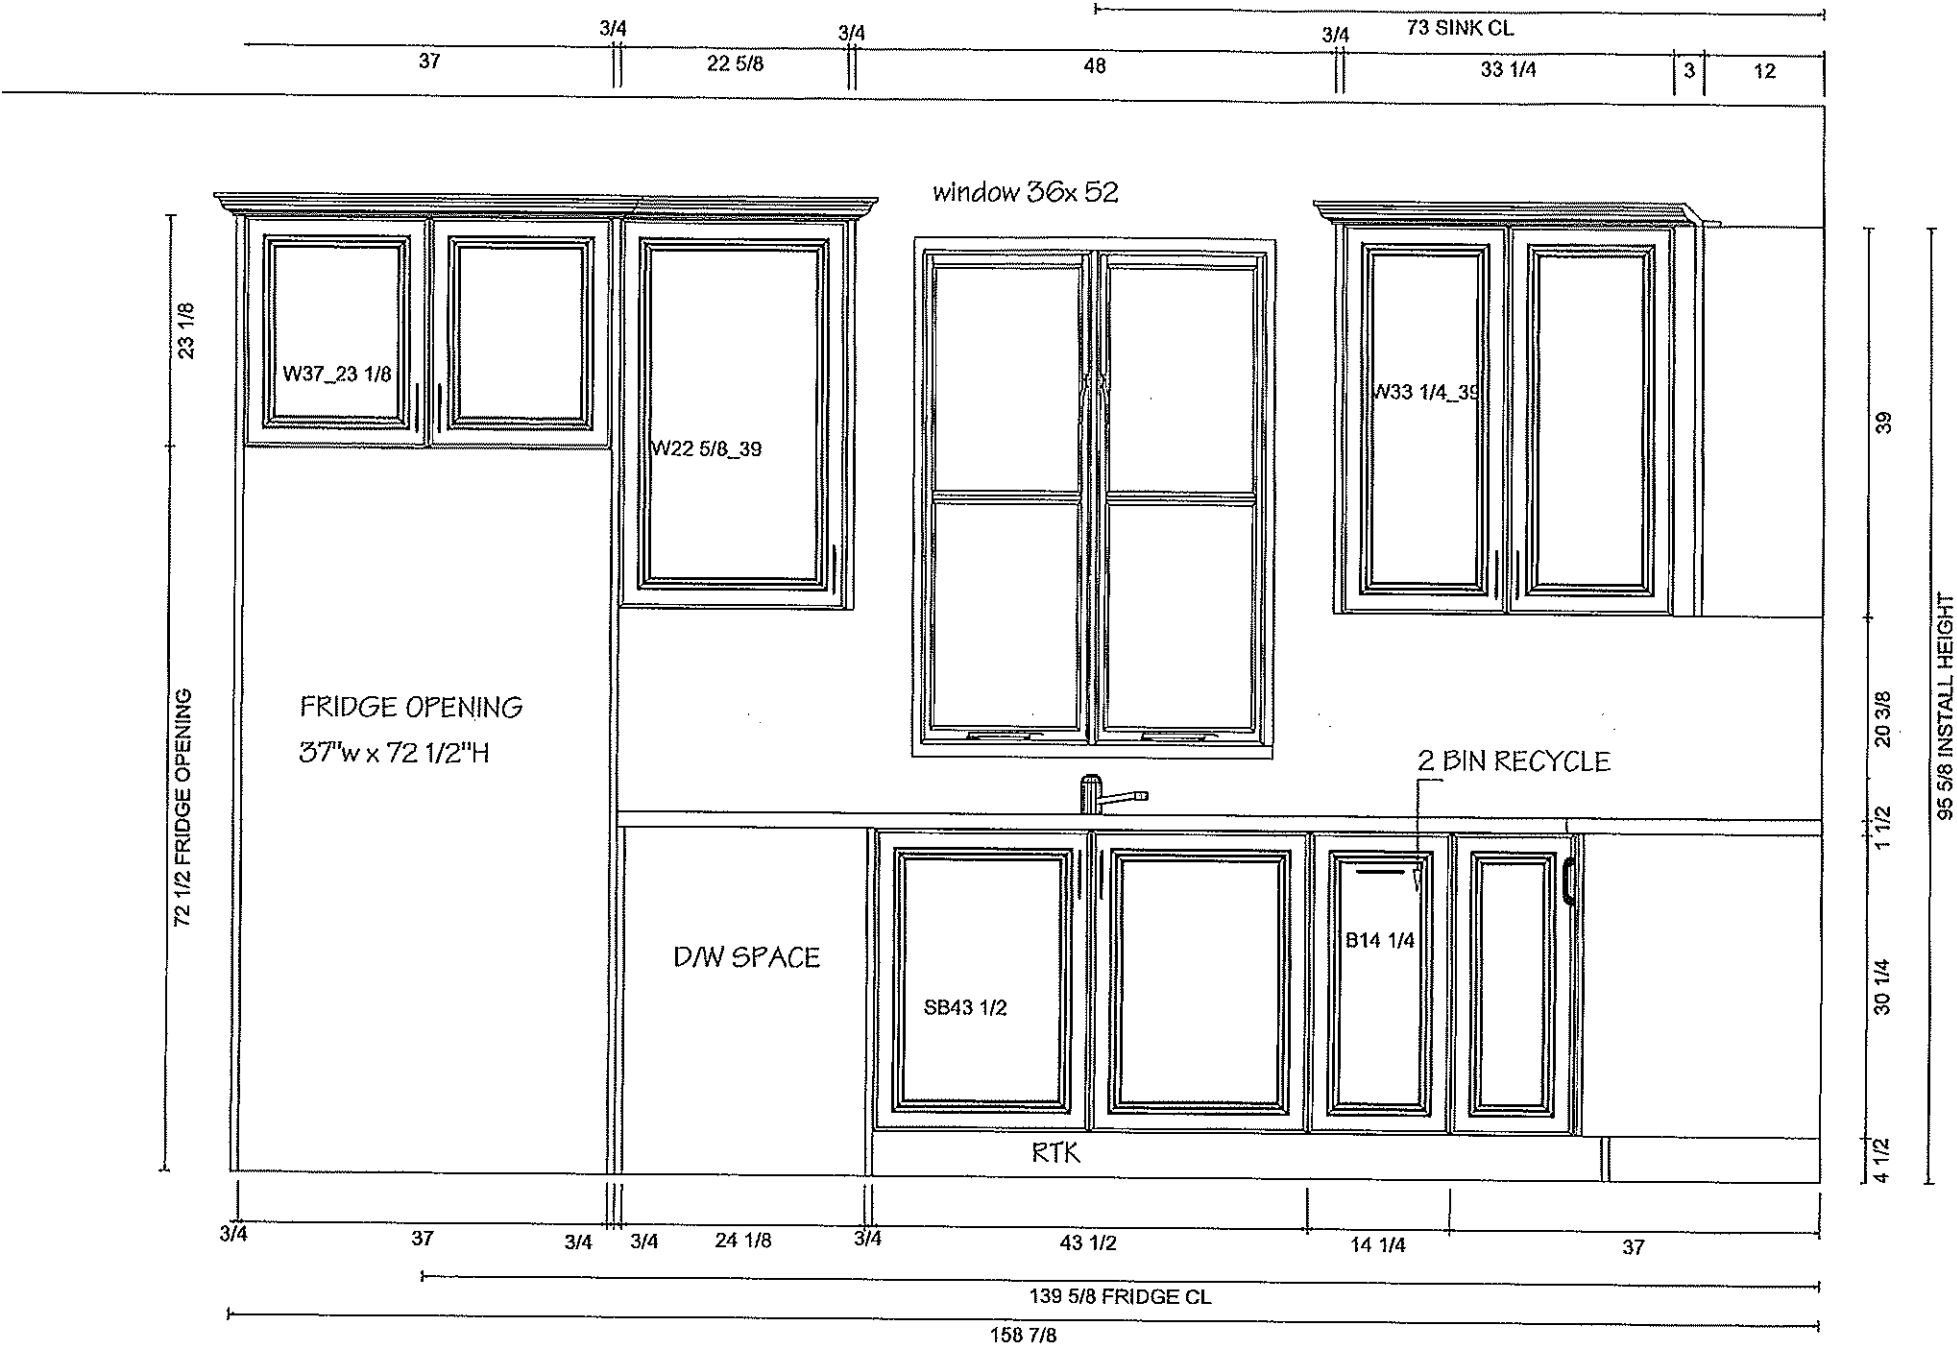 73 SINK CL
3/4
3/4
3/4
37
22 5/8
48
33 1/4
3
12
window 36x 52
23 1/8
W37_23 1/8
W22 5/8_39
W33 1/4_39
39
FRIDGE OPENING
37"w x 72 1/2"H
72 1/2 FRIDGE OPENING
20 3/8
95 5/8 INSTALL HEIGHT
2 BIN RECYCLE
1 1/2
D/W SPACE
B14 1/4
SB43 1/2
30 1/4
RTK
4 1/2
3/4
37
3/4
3/4
24 1/8
3/4
43 1/2
14 1/4
37
139 5/8 FRIDGE CL
158 7/8